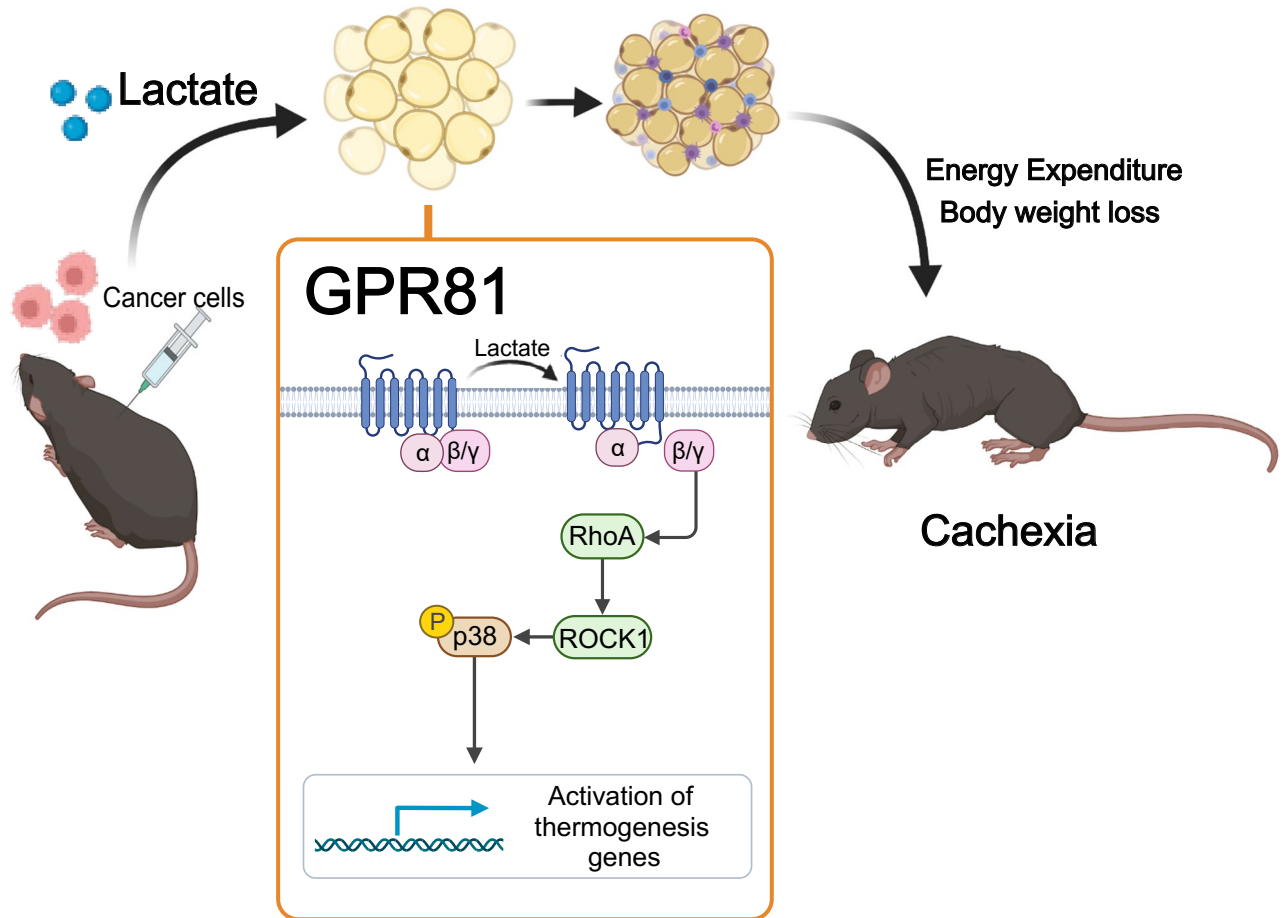 Lactate
Energy Expenditure
Body weight loss
Cancer cells
GPR81
Lactate
α
β/γ
α
β/γ
RhoA
P
p38
ROCK1
Cachexia
Activation of
thermogenesis
genes